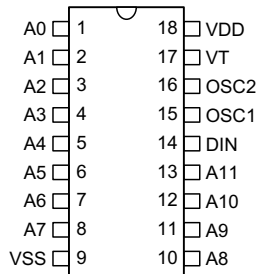 A0 1 18 VDD
A1 2 17 VT
A2 3 16 OSC2
A3 4 15 OSC1
A4 5 14 DIN
A5 6 13 A11
A6 7 12 A10
A7 8 11 A9
VSS 9 10 A8